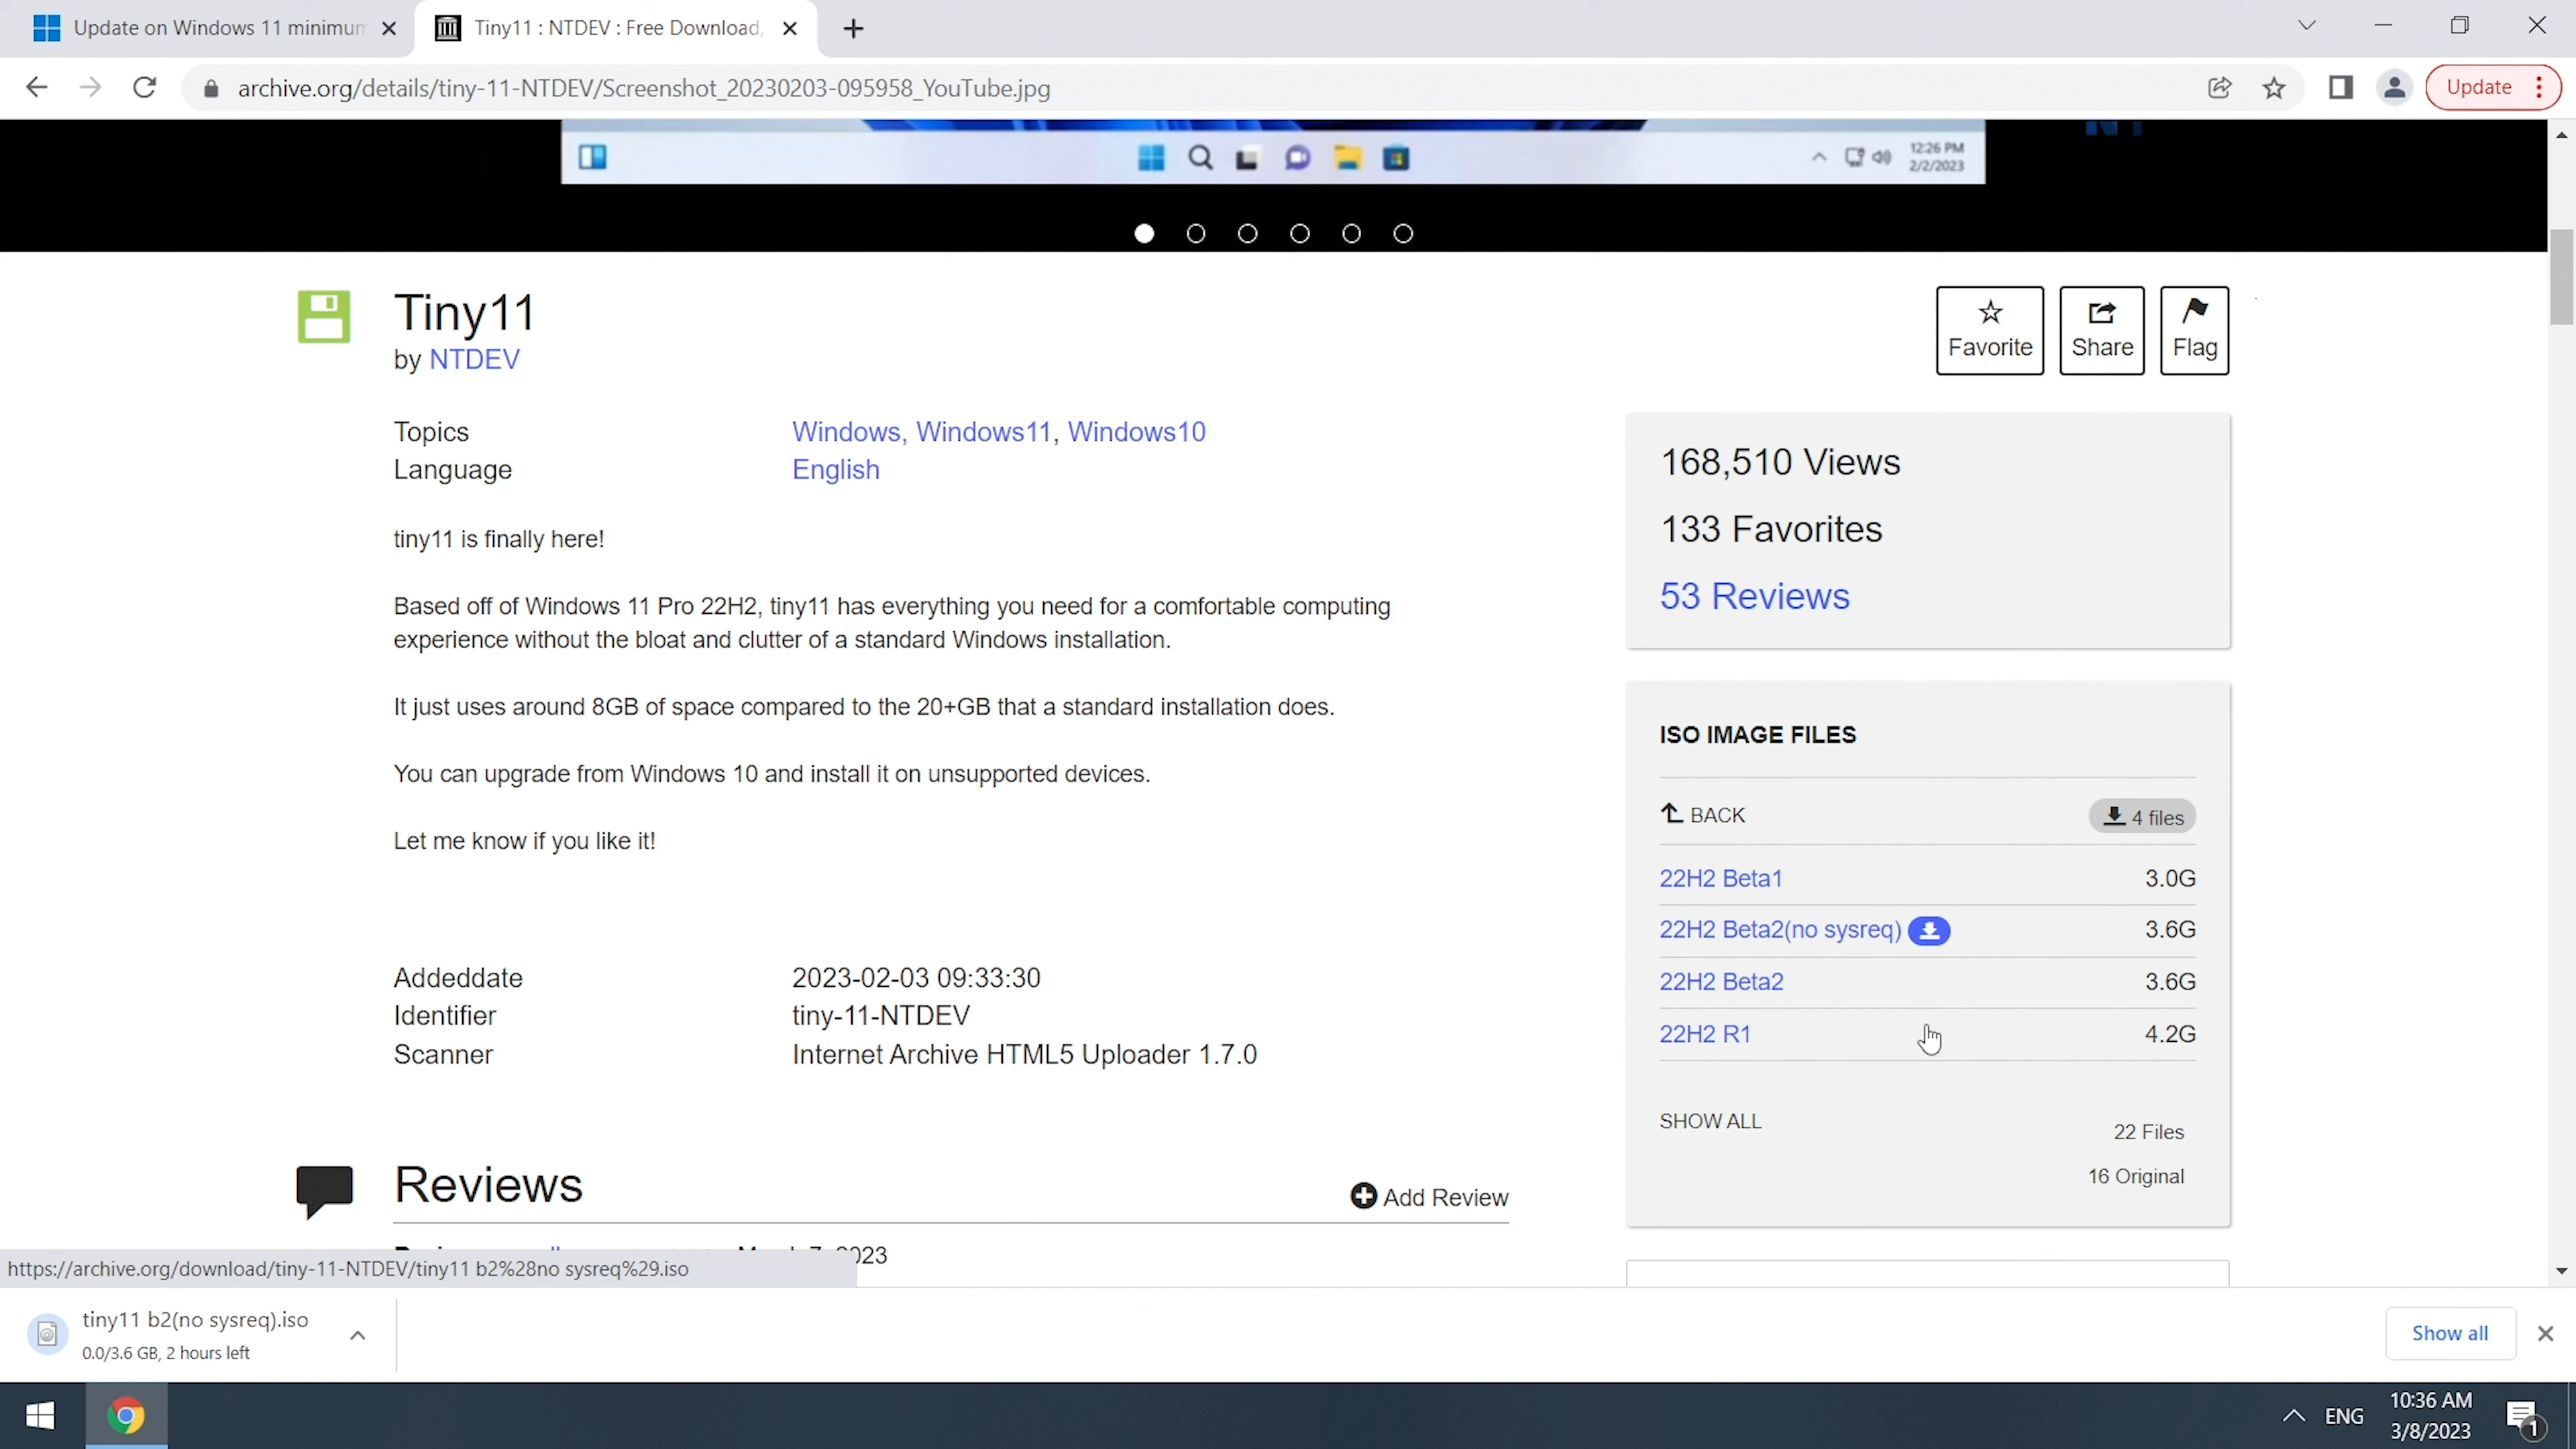 Update on Windows 11 minimum
Tiny11 : NTDEV : Free Download,
archive.org/details/tiny-11-NTDEV/Screenshot_20230203-095958_YouTube.jpg
Update
12:26 PM
2/2/2023
Tiny11
by NTDEV
Favorite
Share
Flag
Topics Windows, Windows11, Windows10
Language English
168,510 Views
133 Favorites
53 Reviews
tiny11 is finally here!
Based off of Windows 11 Pro 22H2, tiny11 has everything you need for a comfortable computing
experience without the bloat and clutter of a standard Windows installation.
It just uses around 8GB of space compared to the 20+GB that a standard installation does.
You can upgrade from Windows 10 and install it on unsupported devices.
Let me know if you like it!
ISO IMAGE FILES
BACK 4 files
22H2 Beta1 3.0G
22H2 Beta2(no sysreq) 3.6G
22H2 Beta2 3.6G
22H2 R1 4.2G
SHOW ALL
22 Files
16 Original
Addeddate 2023-02-03 09:33:30
Identifier tiny-11-NTDEV
Scanner Internet Archive HTML5 Uploader 1.7.0
Reviews
Add Review
2023
https://archive.org/download/tiny-11-NTDEV/tiny11 b2%28no sysreq%29.iso
tiny11 b2(no sysreq).iso
0.0/3.6 GB, 2 hours left
Show all
ENG
10:36 AM
3/8/2023
1